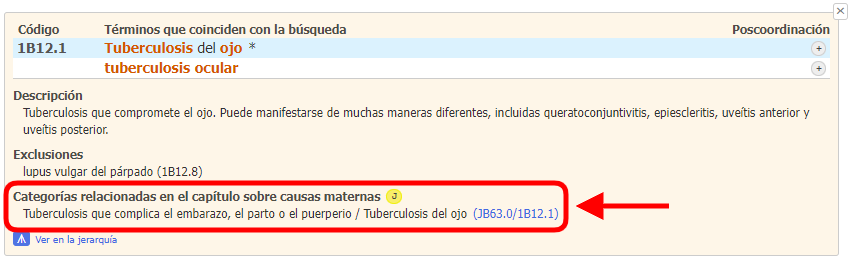 Código Términos que coinciden con la búsqueda Poscoordinación
1B12.1 Tuberculosis del ojo *
tuberculosis ocular
Descripción
Tuberculosis que compromete el ojo. Puede manifestarse de muchas maneras diferentes, incluidas queratoconjuntivitis, epiescleritis, uveítis anterior y
uveítis posterior.
Exclusiones
lupus vulgar del párpado (1B12.8)
Categorías relacionadas en el capítulo sobre causas maternas J
Tuberculosis que complica el embarazo, el parto o el puerperio / Tuberculosis del ojo (JB63.0/1B12.1)
Ver en la jerarquía